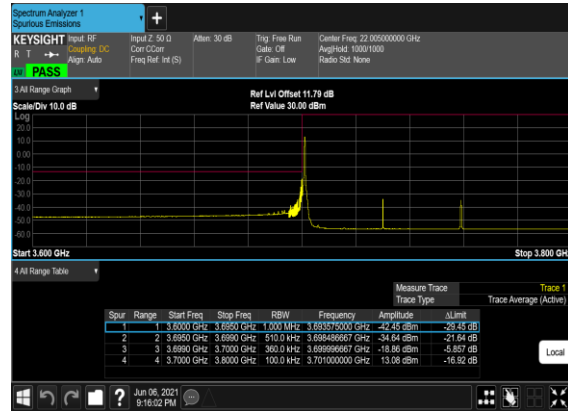 Spectrum Analyzer 1
Spurious Emissions
+
KEYSIGHT
R T
LXI PASS
Input: RF
Coupling: DC
Align: Auto
Input Z: 50 Ω
Corr CCorr
Freq Ref: Int (S)
Atten: 30 dB
Trig: Free Run
Gate: Off
IF Gain: Low
Center Freq: 22.005000000 GHz
Avg|Hold: 1000/1000
Radio Std: None
3 All Range Graph
Scale/Div 10.0 dB
Ref Lvl Offset 11.79 dB
Ref Value 30.00 dBm
Log
20.0
10.0
0.00
-10.0
-20.0
-30.0
-40.0
-50.0
-60.0
Start 3.600 GHz
Stop 3.800 GHz
4 All Range Table
Measure Trace Trace 1
Trace Type Trace Average (Active)
Spur Range Start Freq Stop Freq RBW Frequency Amplitude ΔLimit
1 1 3.6000 GHz 3.6950 GHz 1.000 MHz 3.693575000 GHz -42.45 dBm -29.45 dB
2 2 3.6950 GHz 3.6990 GHz 510.0 kHz 3.698486667 GHz -34.64 dBm -21.64 dB
3 3 3.6990 GHz 3.7000 GHz 360.0 kHz 3.699996667 GHz -18.86 dBm -5.857 dB
4 4 3.7000 GHz 3.8000 GHz 100.0 kHz 3.701000000 GHz 13.08 dBm -16.92 dB
Local
?
Jun 06, 2021
9:16:02 PM